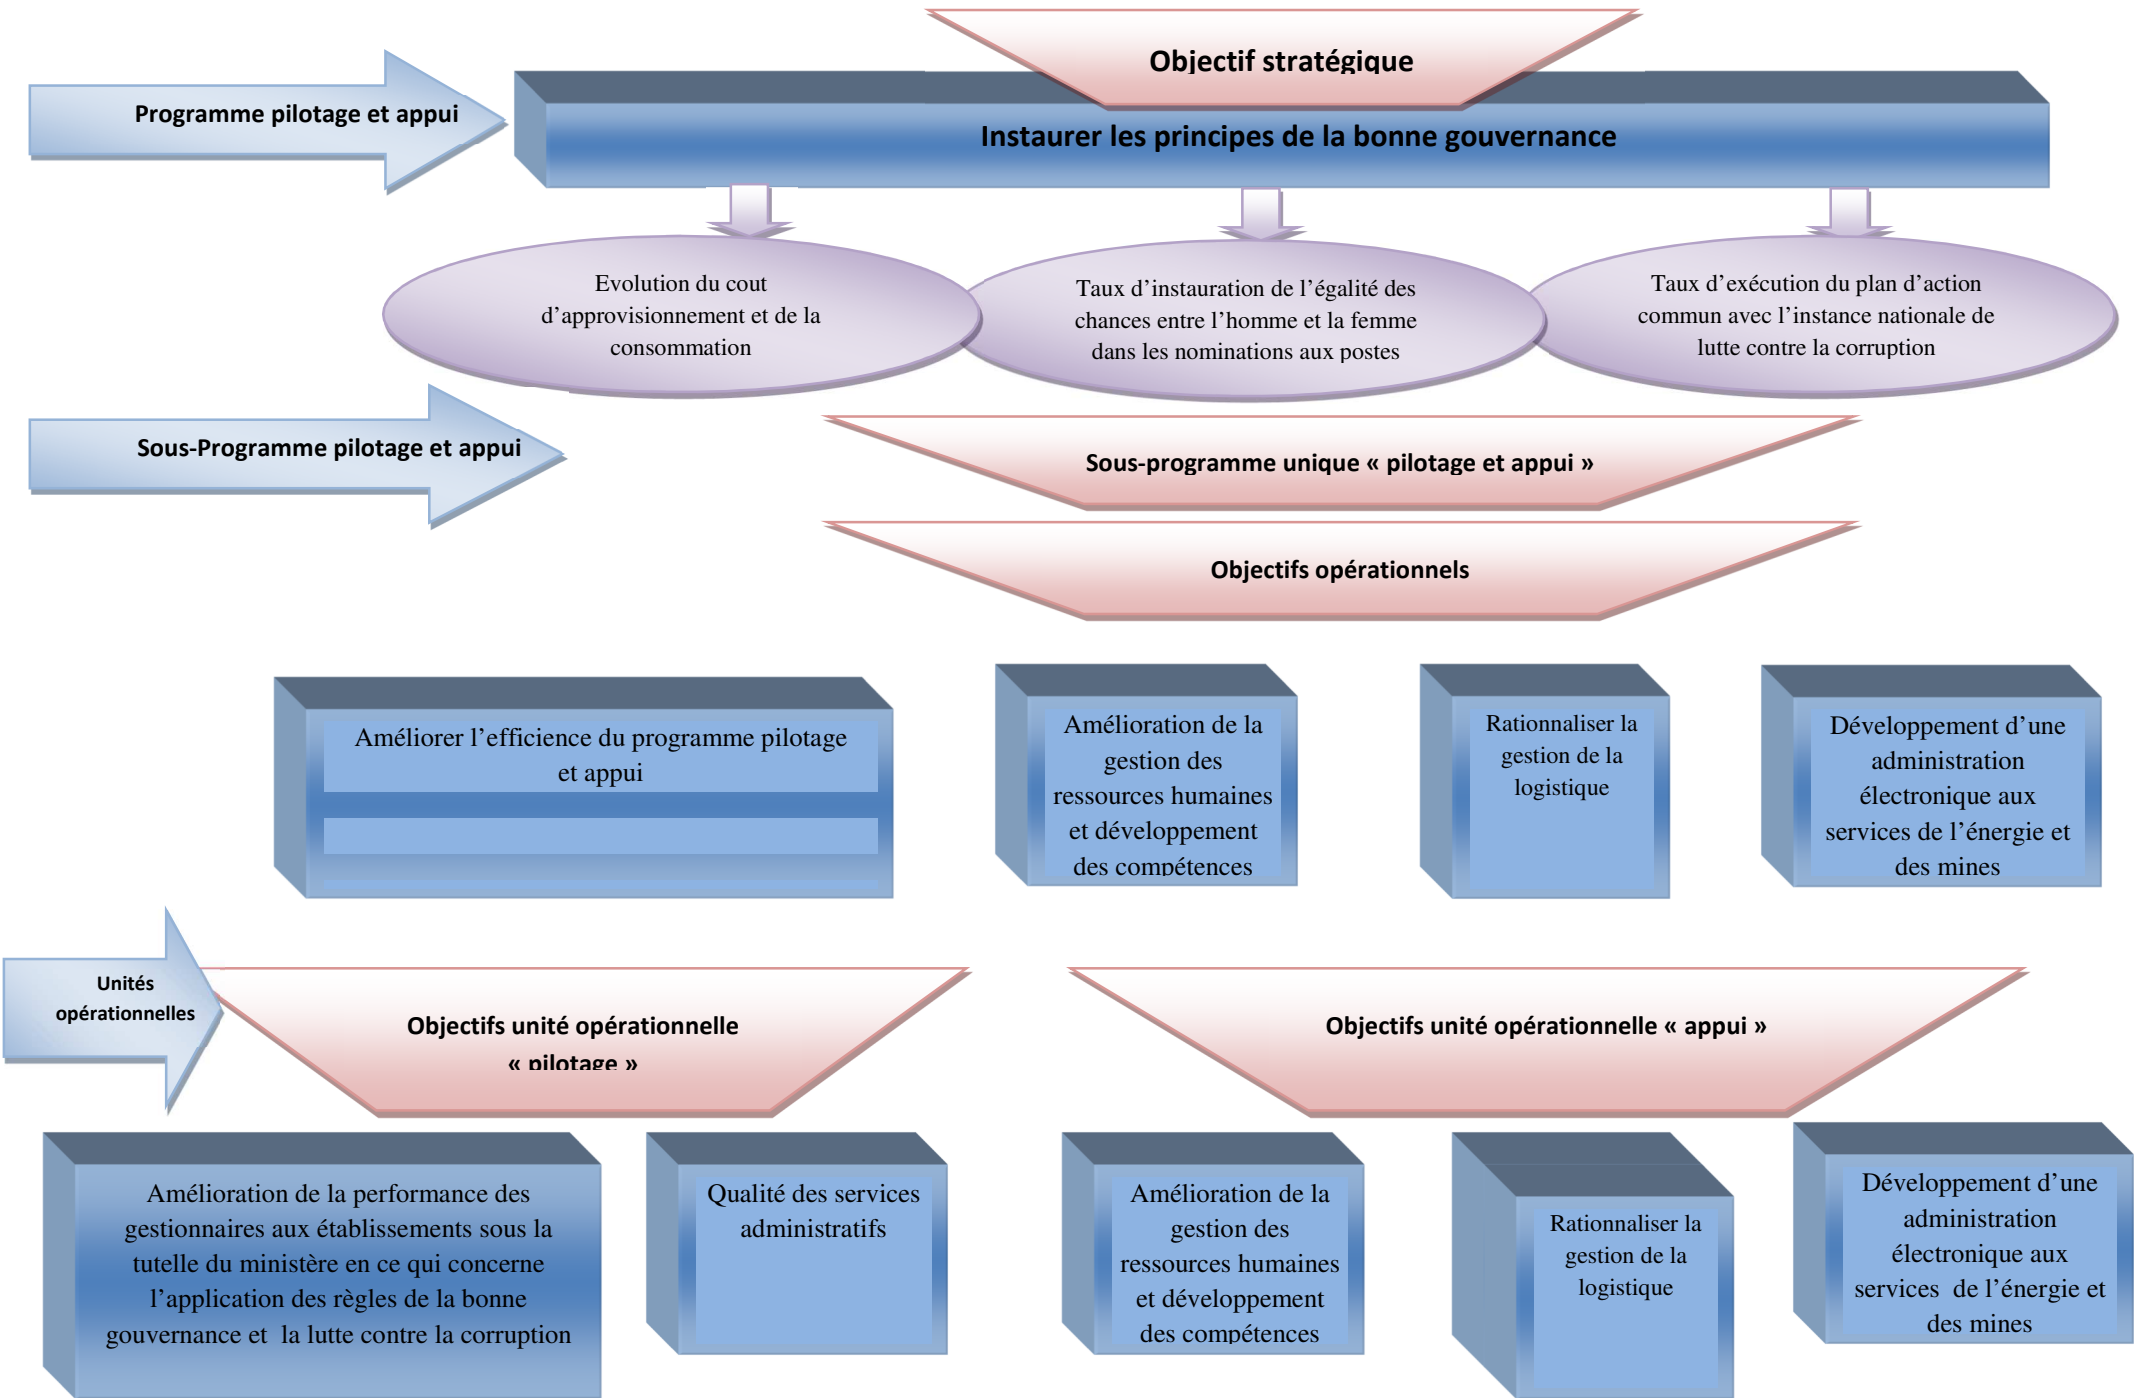 Objectif stratégique
Programme pilotage et appui
Instaurer les principes de la bonne gouvernance
Evolution du cout
d’approvisionnement et de la
consommation
Taux d’instauration de l’égalité des
chances entre l’homme et la femme
dans les nominations aux postes
Taux d’exécution du plan d’action
commun avec l’instance nationale de
lutte contre la corruption
Sous-Programme pilotage et appui
Sous-programme unique « pilotage et appui »
Objectifs opérationnels
Améliorer l’efficience du programme pilotage
et appui
Amélioration de la
gestion des
ressources humaines
et développement
des compétences
Rationnaliser la
gestion de la
logistique
Développement d’une
administration
électronique aux
services de l’énergie et
des mines
Unités
opérationnelles
Objectifs unité opérationnelle
« pilotage »
Objectifs unité opérationnelle « appui »
Amélioration de la performance des
gestionnaires aux établissements sous la
tutelle du ministère en ce qui concerne
l’application des règles de la bonne
gouvernance et  la lutte contre la corruption
Qualité des services
administratifs
Amélioration de la
gestion des
ressources humaines
et développement
des compétences
Rationnaliser la
gestion de la
logistique
Développement d’une
administration
électronique aux
services  de l’énergie et
des mines